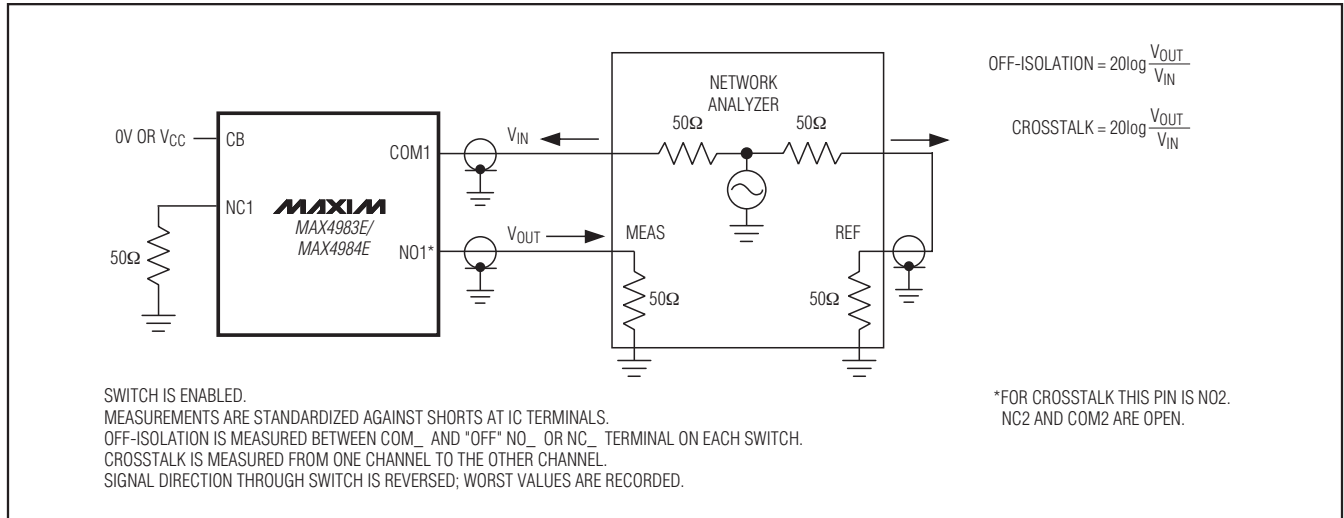 OFF-ISOLATION = 20log V_OUT / V_IN
CROSSTALK = 20log V_OUT / V_IN
NETWORK
ANALYZER
50Ω
50Ω
0V OR V_CC
CB
COM1
V_IN
NC1
MAXIM
MAX4983E/
MAX4984E
NO1*
V_OUT
MEAS
REF
50Ω
50Ω
50Ω
SWITCH IS ENABLED.
MEASUREMENTS ARE STANDARDIZED AGAINST SHORTS AT IC TERMINALS.
OFF-ISOLATION IS MEASURED BETWEEN COM_ AND "OFF" NO_ OR NC_ TERMINAL ON EACH SWITCH.
CROSSTALK IS MEASURED FROM ONE CHANNEL TO THE OTHER CHANNEL.
SIGNAL DIRECTION THROUGH SWITCH IS REVERSED; WORST VALUES ARE RECORDED.
*FOR CROSSTALK THIS PIN IS NO2.
NC2 AND COM2 ARE OPEN.